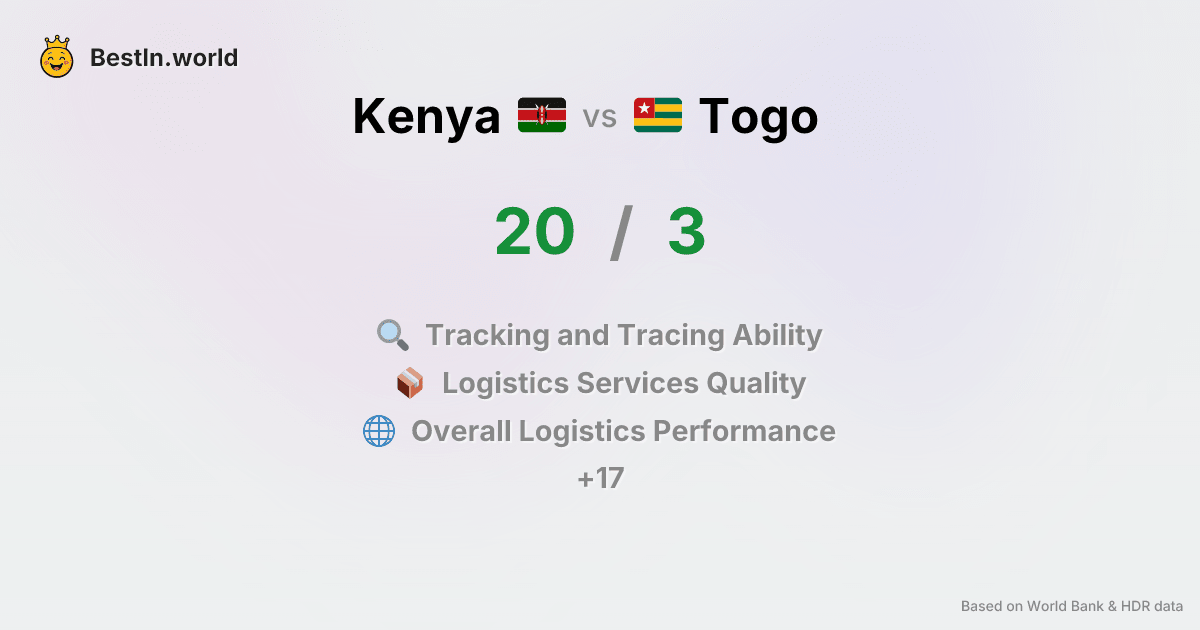 BestIn.world
Kenya vs Togo
20 / 3
Tracking and Tracing Ability
Logistics Services Quality
Overall Logistics Performance
+17
Based on World Bank & HDR data